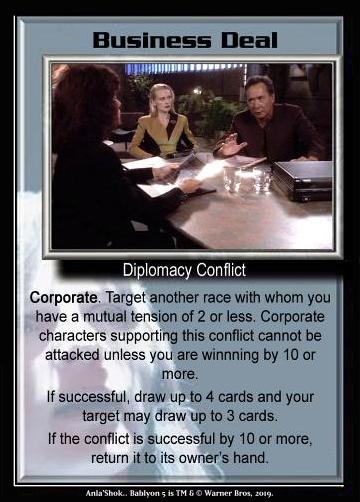 Business Deal
Diplomacy Conflict
Corporate. Target another race with whom you
have a mutual tension of 2 or less. Corporate
characters supporting this conflict cannot be
attacked unless you are winnning by 10 or
more.
If successful, draw up to 4 cards and your
target may draw up to 3 cards.
If the conflict is successful by 10 or more,
return it to its owner's hand.
Anla'Shok.. Bablyon 5 is TM & © Warner Bros, 2019.